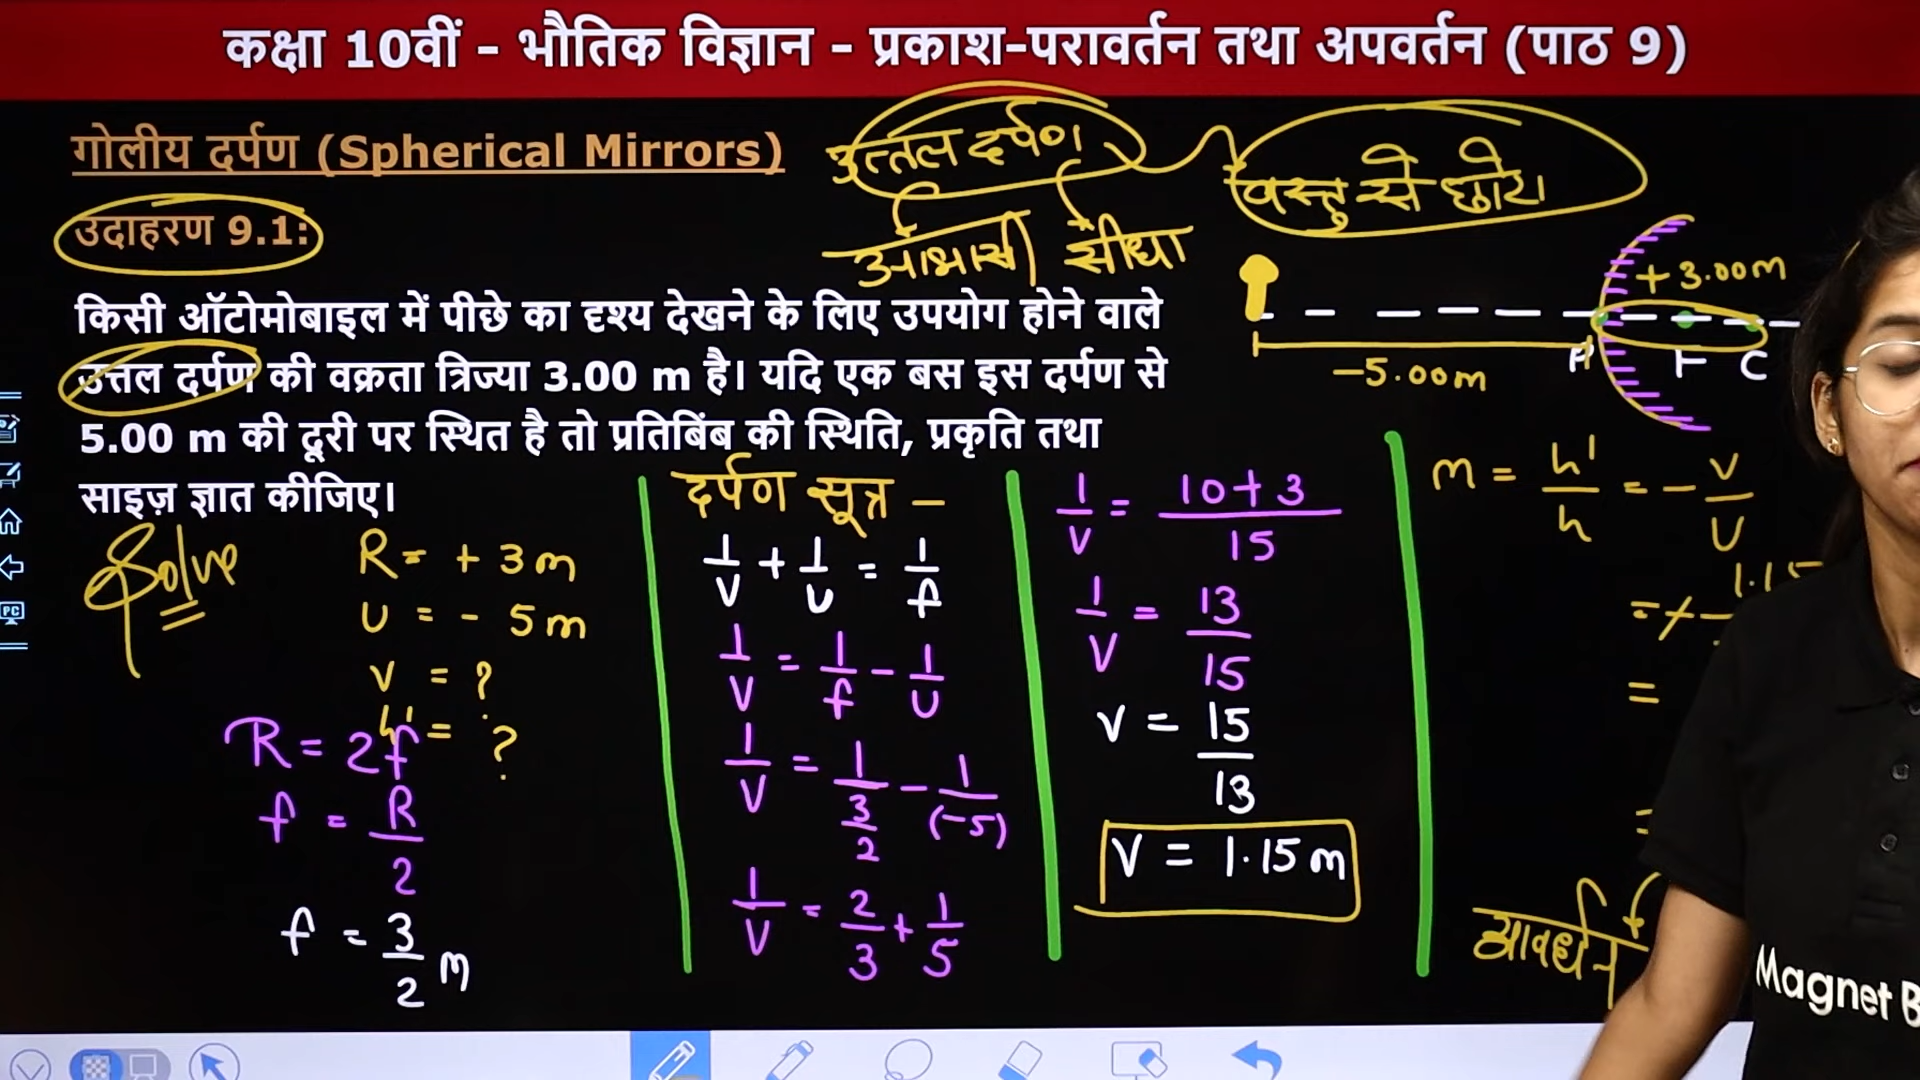 कक्षा 10वीं - भौतिक विज्ञान - प्रकाश-परावर्तन तथा अपवर्तन (पाठ 9)
गोलीय दर्पण (Spherical Mirrors)
उत्तल दर्पण
वस्तु से छोटा
आभासी सीधा
उदाहरण 9.1:
किसी ऑटोमोबाइल में पीछे का दृश्य देखने के लिए उपयोग होने वाले
उत्तल दर्पण की वक्रता त्रिज्या 3.00 m है। यदि एक बस इस दर्पण से
5.00 m की दूरी पर स्थित है तो प्रतिबिंब की स्थिति, प्रकृति तथा
साइज़ ज्ञात कीजिए।
+3.00m
-5.00m
P F C
Solve
R = + 3m
u = - 5m
v = ?
h' = ?
R = 2f
f = R/2
f = 3/2 m
दर्पण सूत्र -
1/v + 1/u = 1/f
1/v = 1/f - 1/u
1/v = 1/(3/2) - 1/(-5)
1/v = 2/3 + 1/5
1/v = (10+3)/15
1/v = 13/15
v = 15/13
v = 1.15 m
m = h'/h = - v/u
आवर्धन
Magnet B
PC